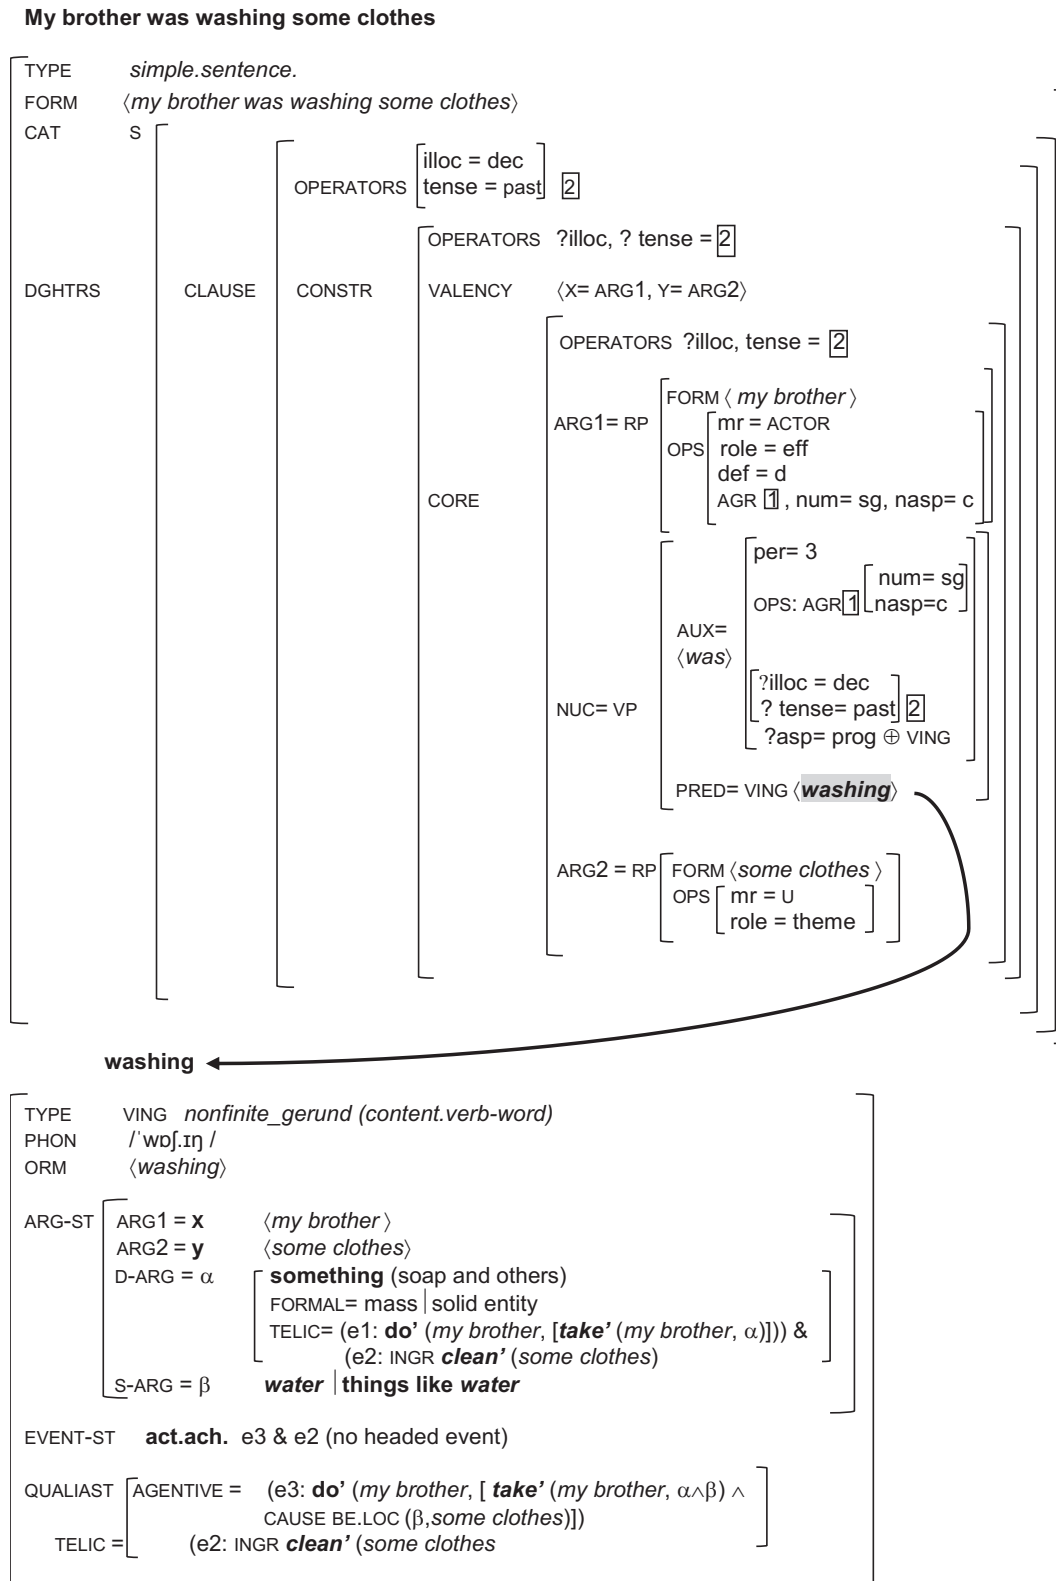 My brother was washing some clothes
TYPE simple.sentence.
FORM ⟨my brother was washing some clothes⟩
CAT S
OPERATORS illoc = dec
tense = past 2
OPERATORS ?illoc, ? tense = 2
DGHTRS CLAUSE CONSTR VALENCY ⟨X= ARG1, Y= ARG2⟩
OPERATORS ?illoc, tense = 2
FORM ⟨ my brother ⟩
ARG1= RP
mr = ACTOR
OPS role = eff
def = d
CORE
AGR 1 , num= sg, nasp= c
per= 3
num= sg
OPS: AGR 1 nasp=c
AUX=
⟨was⟩
?illoc = dec
NUC= VP
? tense= past 2
?asp= prog ⊕ VING
PRED= VING ⟨washing⟩
ARG2 = RP FORM ⟨some clothes ⟩
OPS mr = U
role = theme
washing
TYPE VING nonfinite_gerund (content.verb-word)
PHON /ˈwɒʃ.ɪŋ /
ORM ⟨washing⟩
ARG-ST ARG1 = x ⟨my brother ⟩
ARG2 = y ⟨some clothes⟩
D-ARG = α something (soap and others)
FORMAL= mass | solid entity
TELIC= (e1: do’ (my brother, [take’ (my brother, α)])) &
(e2: INGR clean’ (some clothes)
S-ARG = β water | things like water
EVENT-ST act.ach. e3 & e2 (no headed event)
QUALIAST AGENTIVE = (e3: do’ (my brother, [ take’ (my brother, α∧β) ∧
CAUSE BE.LOC (β,some clothes)])
TELIC = (e2: INGR clean’ (some clothes